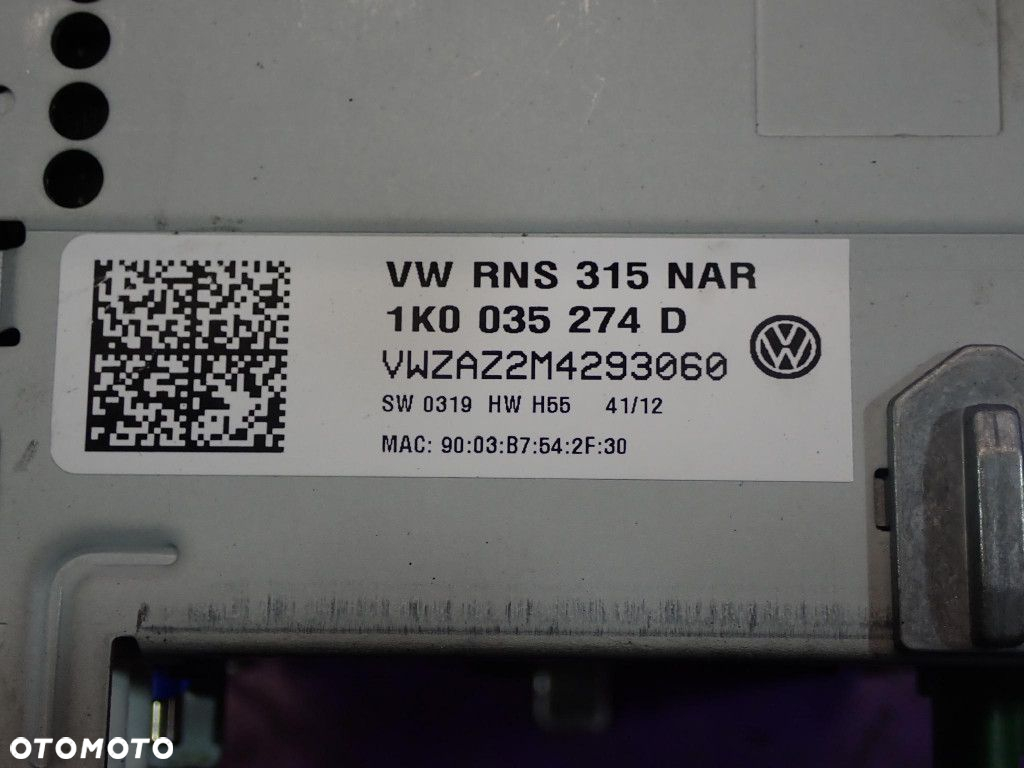 VW RNS 315 NAR
1K0 035 274 D
VWZAZ2M4293060
SW 0319 HW H55 41/12
MAC: 90:03:B7:54:2F:30
OTOMOTO